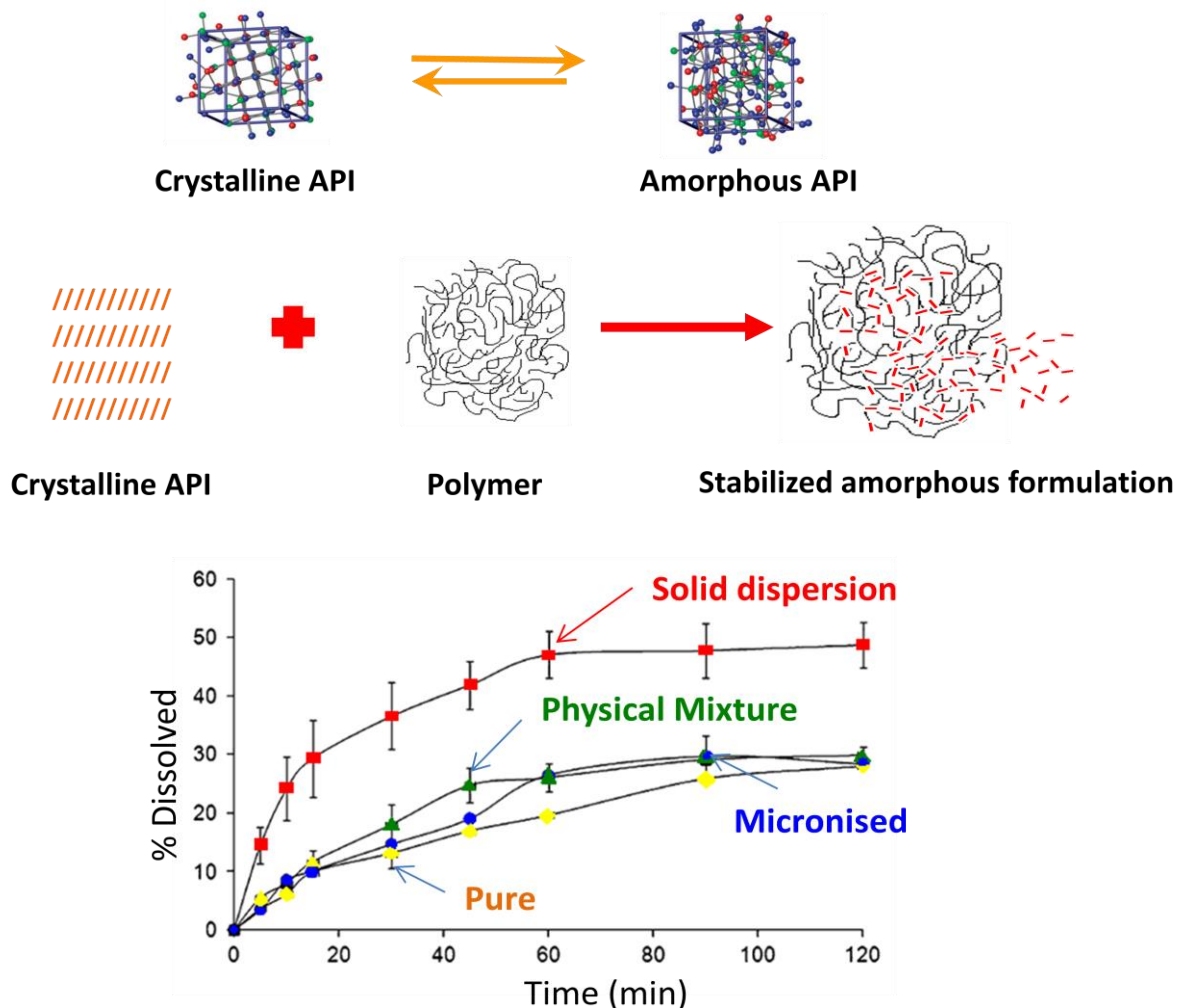 Crystalline API
Amorphous API
Crystalline API
Polymer
Stabilized amorphous formulation
60
50
40
30
20
10
0
% Dissolved
Solid dispersion
Physical Mixture
Micronised
Pure
0
20
40
60
80
100
120
Time (min)